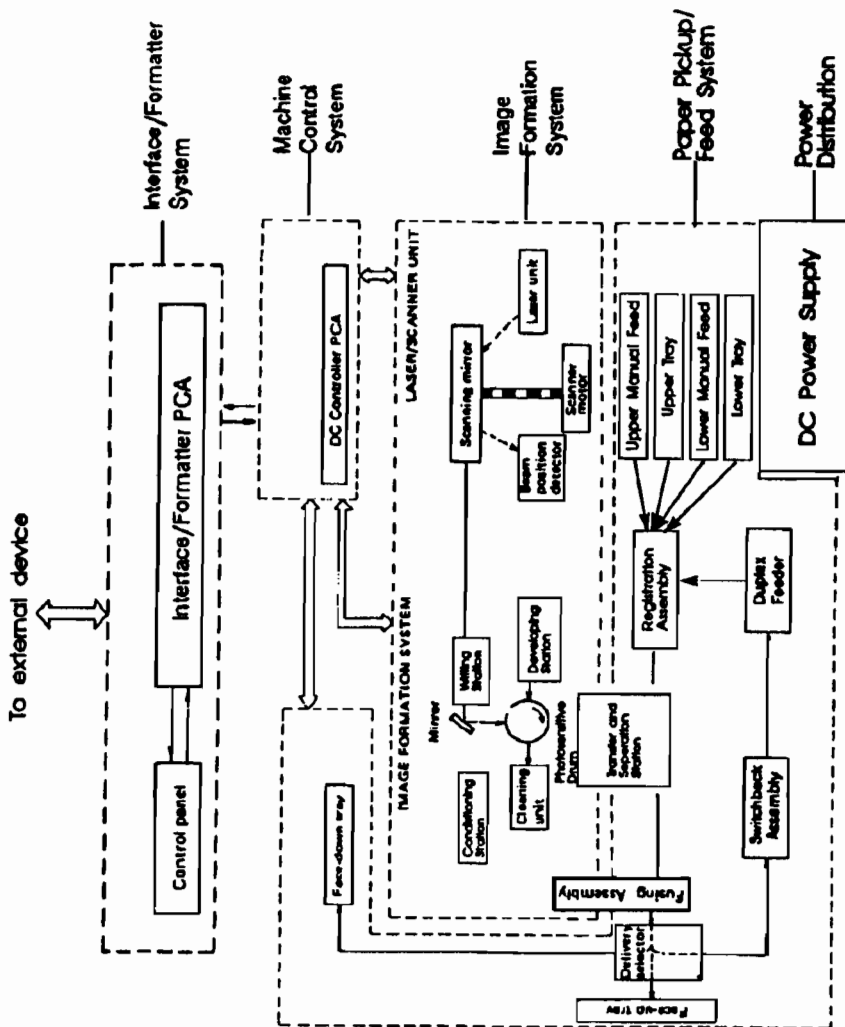 To external device
Interface/Formatter
System
Control panel
Interface/Formatter PCA
Machine
Control
System
DC Controller PCA
Image
Formation
System
LASER/SCANNER UNIT
IMAGE FORMATION SYSTEM
Face-down tray
Scanning mirror
Laser unit
Beam
position
detector
Scanner
motor
Mirror
Writing
Station
Developing
Station
Conditioning
Station
Cleaning
unit
Photosensitive
Drum
Paper Pickup/
Feed System
Upper Manual Feed
Upper Tray
Lower Manual Feed
Lower Tray
Registration
Assembly
Transfer and
Seperation
Station
Fusing Assembly
Delivery
selector
Face-up tray
Switchback
Assembly
Duplex
Feeder
Power
Distribution
DC Power Supply